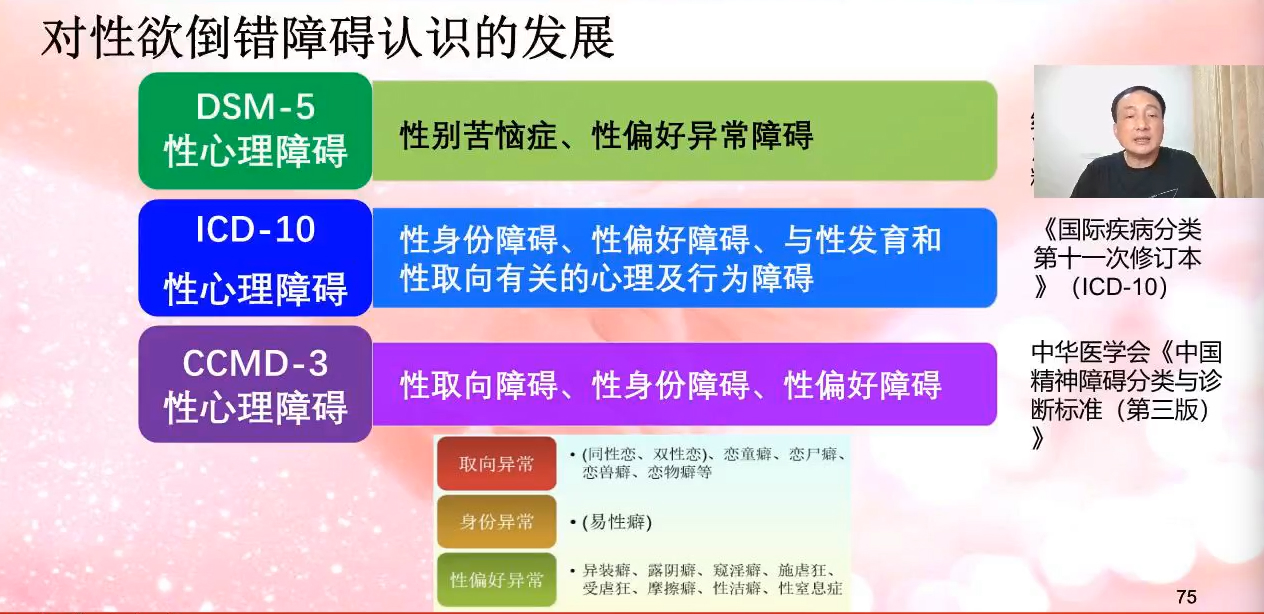 对性欲倒错障碍认识的发展
DSM-5
性心理障碍
性别苦恼症、性偏好异常障碍
ICD-10
性心理障碍
性身份障碍、性偏好障碍、与性发育和
性取向有关的心理及行为障碍
《国际疾病分类
第十一次修订本
》（ICD-10）
CCMD-3
性心理障碍
性取向障碍、性身份障碍、性偏好障碍
中华医学会《中国
精神障碍分类与诊
断标准（第三版）
》
取向异常
• (同性恋、双性恋)、恋童癖、恋尸癖、
恋兽癖、恋物癖等
身份异常
• (易性癖)
性偏好异常
• 异装癖、露阴癖、窥淫癖、施虐狂、
受虐狂、摩擦癖、性洁癖、性窒息症
75